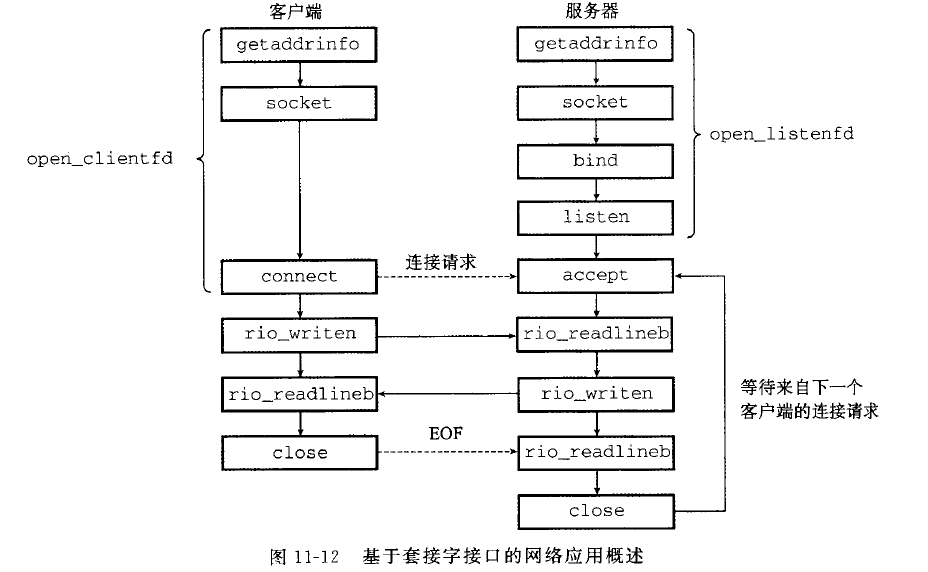 客户端
服务器
getaddrinfo
getaddrinfo
socket
socket
open_clientfd
open_listenfd
bind
listen
连接请求
connect
accept
rio_writen
rio_readlineb
rio_readlineb
rio_writen
等待来自下一个
客户端的连接请求
EOF
close
rio_readlineb
close
图 11-12 基于套接字接口的网络应用概述